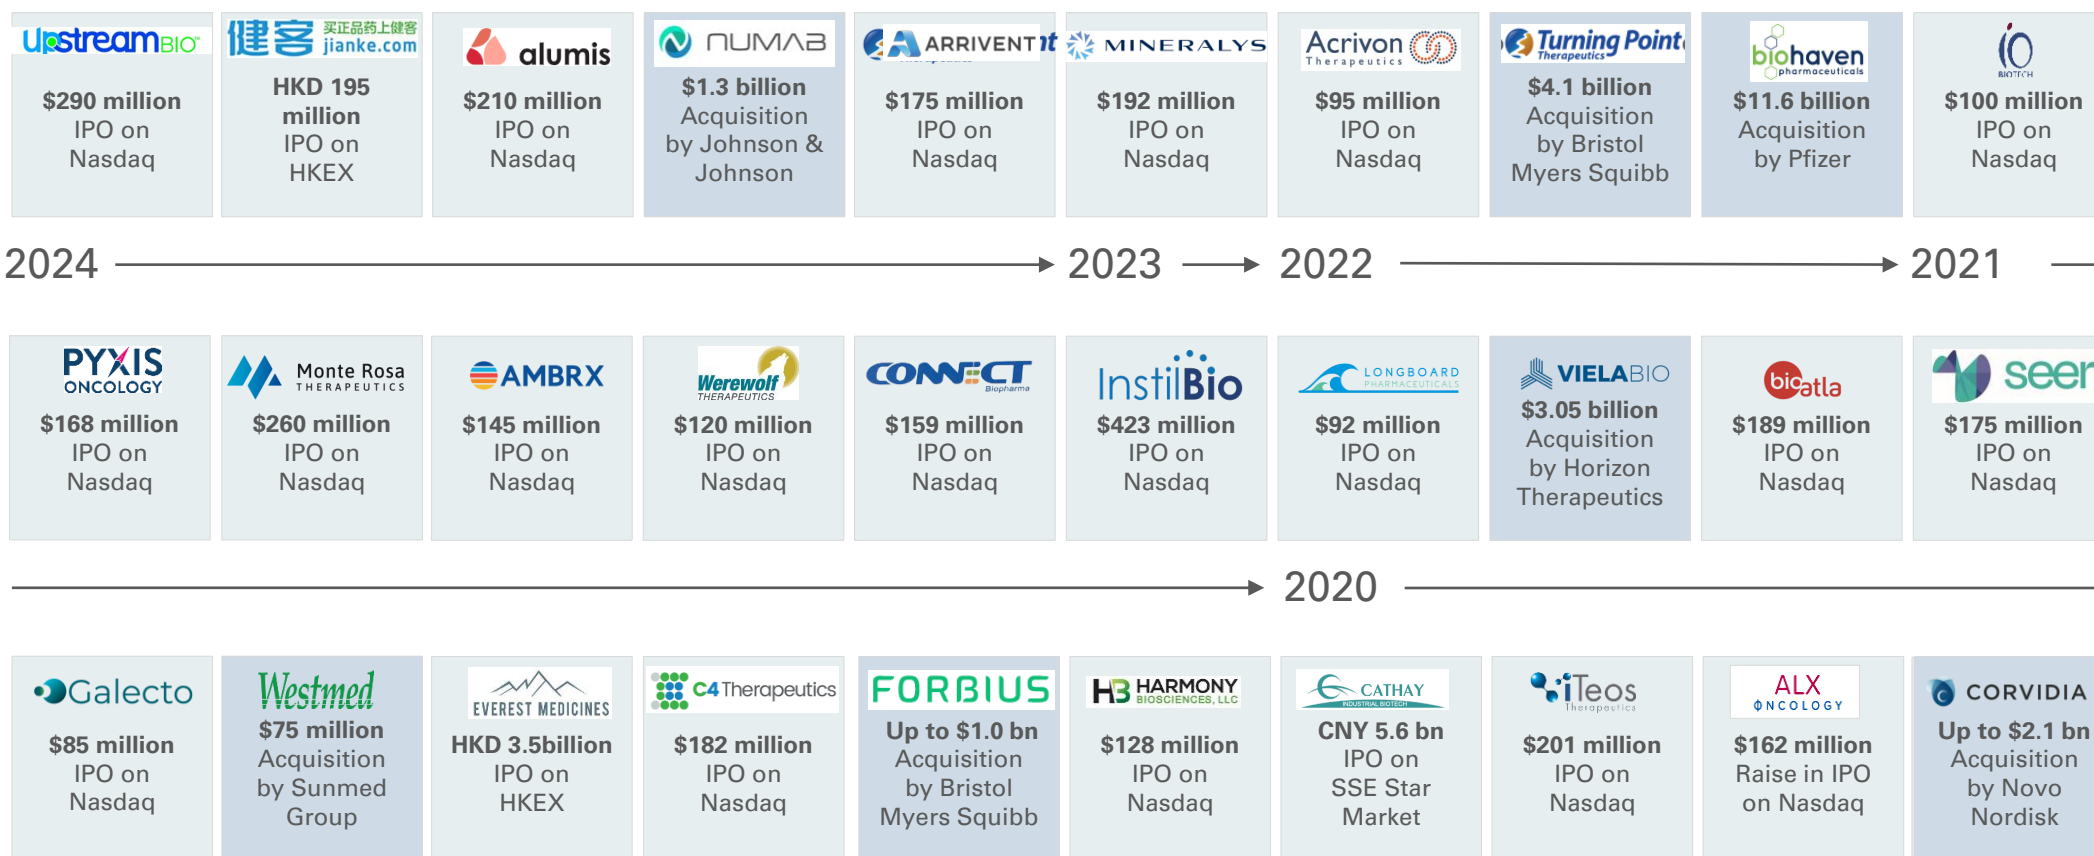 UpstreamBIO™
$290 million
IPO on
Nasdaq
健客
买正品药上健客
jianke.com
HKD 195
million
IPO on
HKEX
alumis
$210 million
IPO on
Nasdaq
NUMAB
$1.3 billion
Acquisition
by Johnson &
Johnson
ARRIVENT
$175 million
IPO on
Nasdaq
MINERALYS
$192 million
IPO on
Nasdaq
Acrivon
Therapeutics
$95 million
IPO on
Nasdaq
Turning Point
Therapeutics
$4.1 billion
Acquisition
by Bristol
Myers Squibb
biohaven
pharmaceuticals
$11.6 billion
Acquisition
by Pfizer
iO
BIOTECH
$100 million
IPO on
Nasdaq
2024
2023
2022
2021
PYXIS
ONCOLOGY
$168 million
IPO on
Nasdaq
Monte Rosa
THERAPEUTICS
$260 million
IPO on
Nasdaq
AMBRX
$145 million
IPO on
Nasdaq
Werewolf
THERAPEUTICS
$120 million
IPO on
Nasdaq
CONNECT
Biopharma
$159 million
IPO on
Nasdaq
InstilBio
$423 million
IPO on
Nasdaq
LONGBOARD
PHARMACEUTICALS
$92 million
IPO on
Nasdaq
VIELABIO
$3.05 billion
Acquisition
by Horizon
Therapeutics
bioatla
$189 million
IPO on
Nasdaq
seer
$175 million
IPO on
Nasdaq
2020
Galecto
$85 million
IPO on
Nasdaq
Westmed
$75 million
Acquisition
by Sunmed
Group
EVEREST MEDICINES
HKD 3.5billion
IPO on
HKEX
C4 Therapeutics
$182 million
IPO on
Nasdaq
FORBIUS
Up to $1.0 bn
Acquisition
by Bristol
Myers Squibb
HB HARMONY
BIOSCIENCES, LLC
$128 million
IPO on
Nasdaq
CATHAY
INDUSTRIAL BIOTECH
CNY 5.6 bn
IPO on
SSE Star
Market
iTeos
Therapeutics
$201 million
IPO on
Nasdaq
ALX
ONCOLOGY
$162 million
Raise in IPO
on Nasdaq
CORVIDIA
Up to $2.1 bn
Acquisition
by Novo
Nordisk